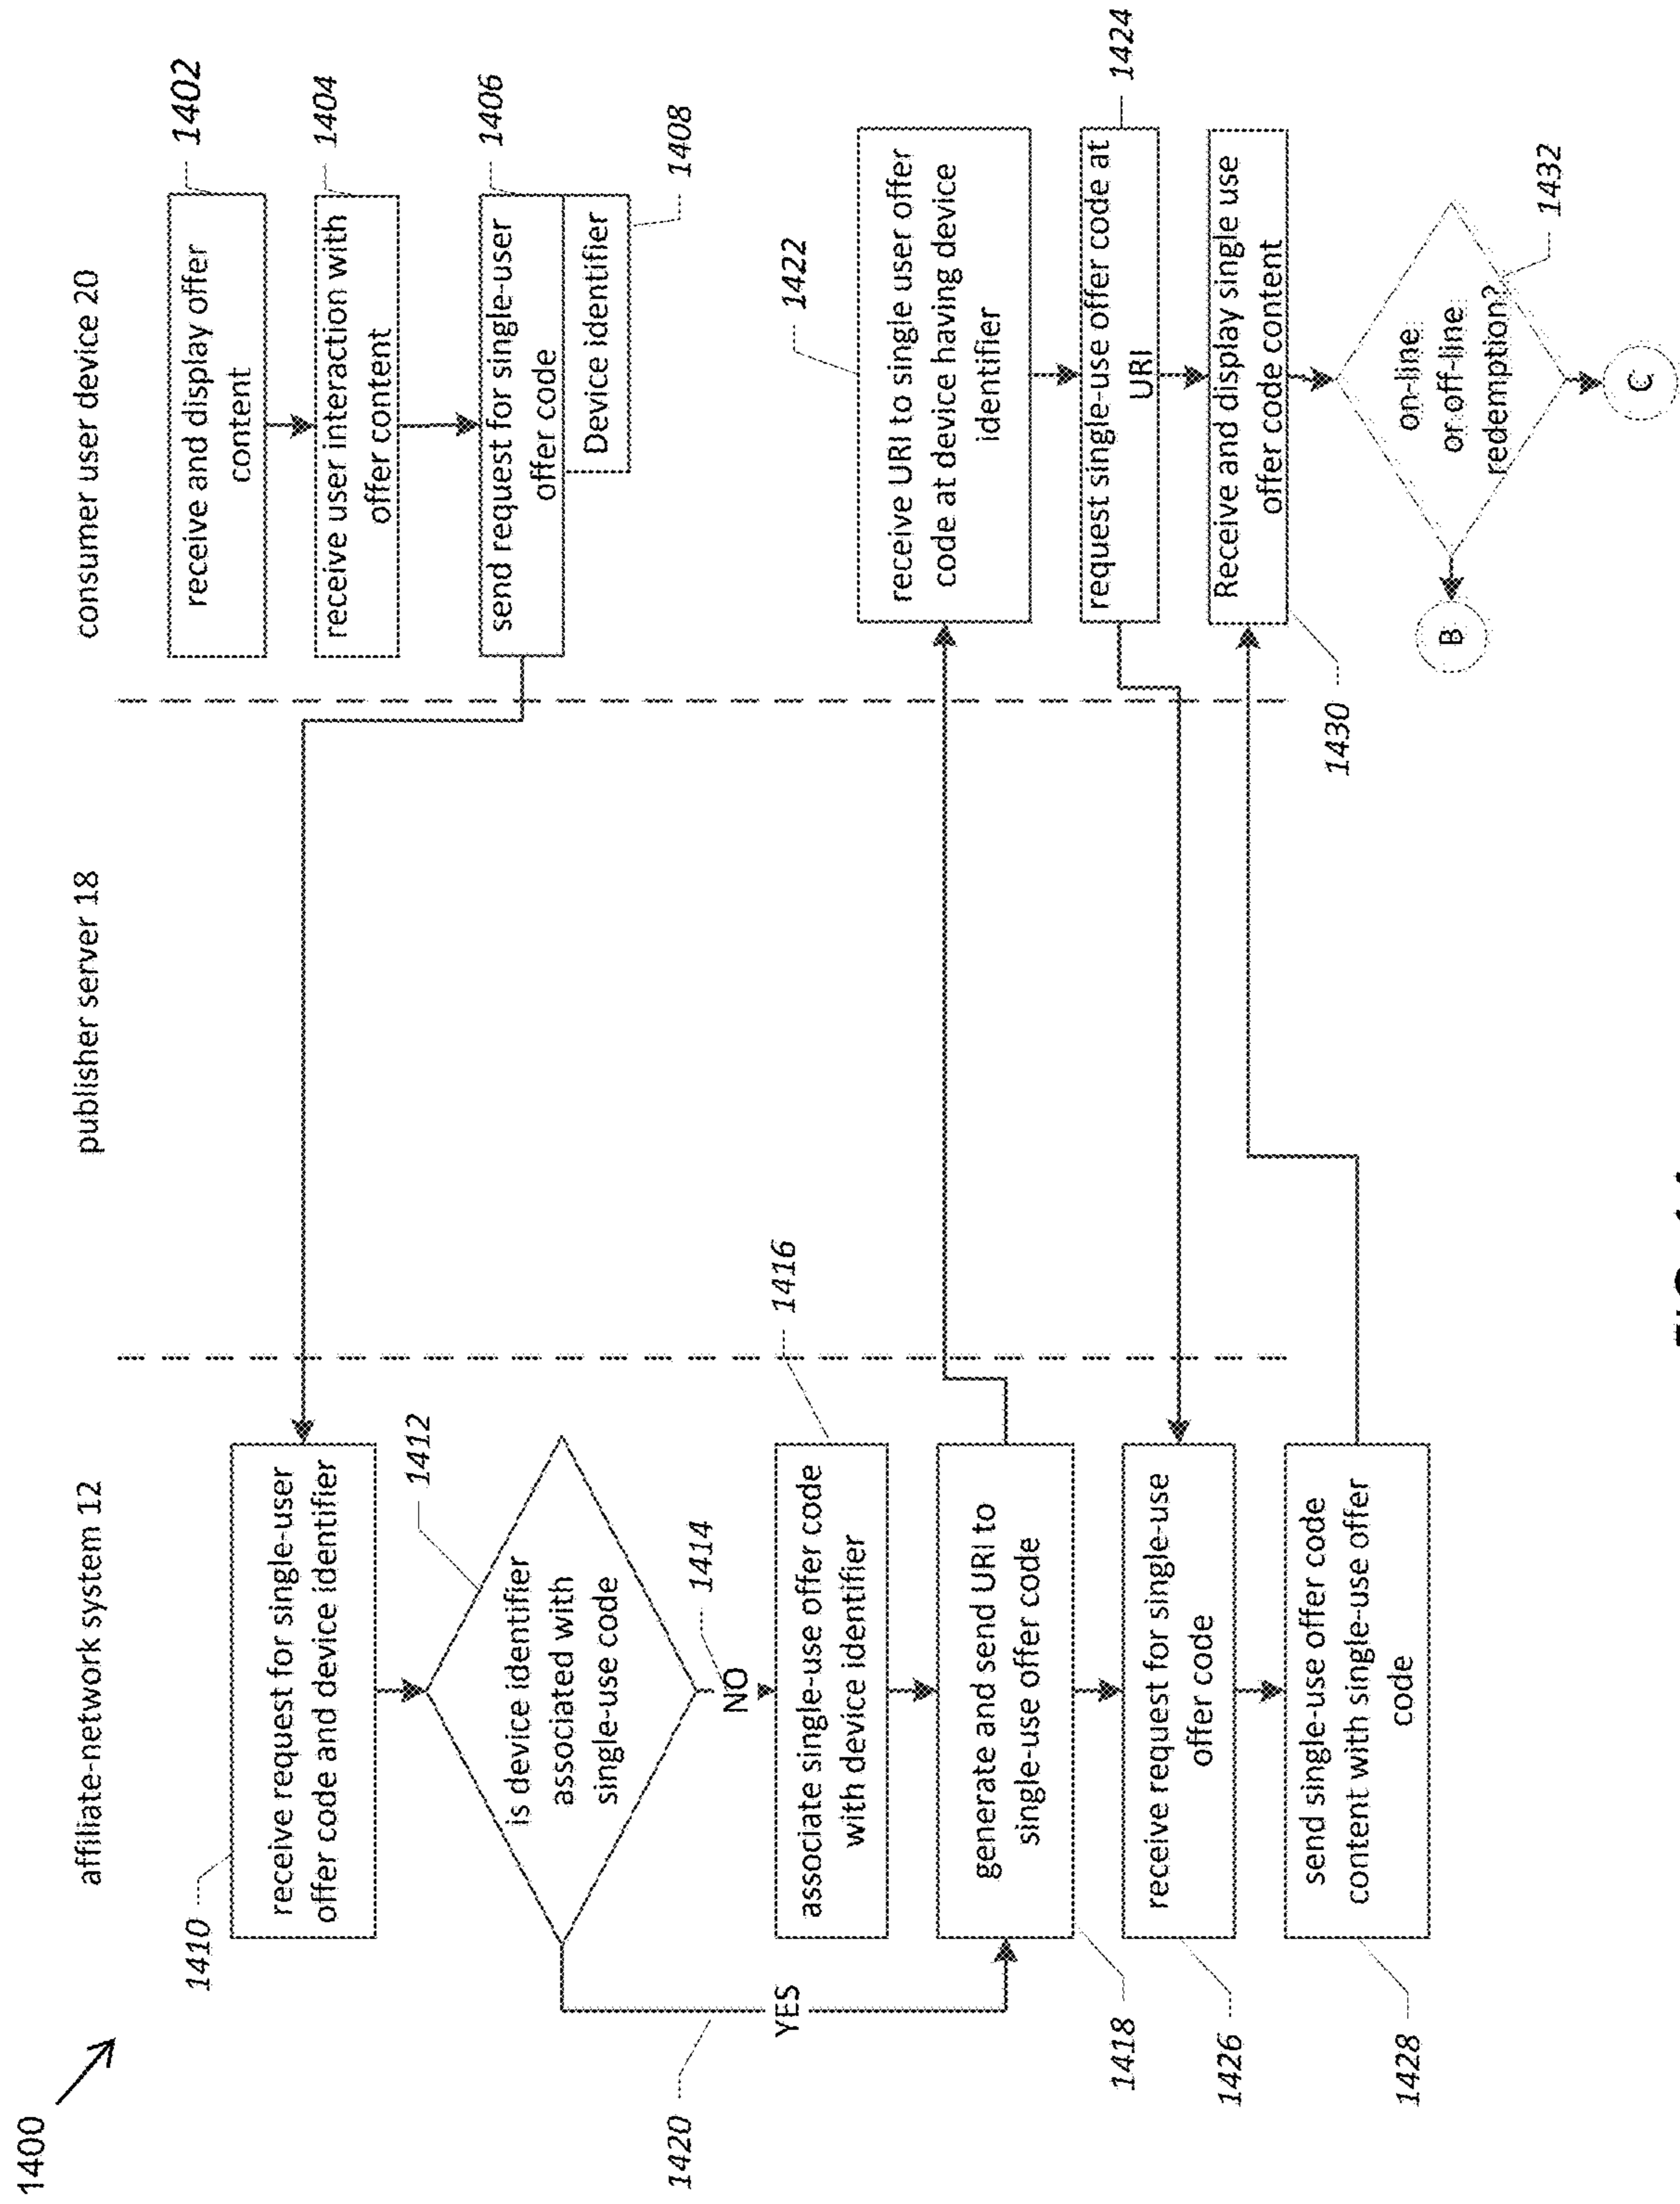 1400
affiliate-network system 12
publisher server 18
consumer user device 20
1402
receive and display offer
content
1404
receive user interaction with
offer content
1406
send request for single-user
offer code
Device identifier
1408
1410
receive request for single-user
offer code and device identifier
1412
is device identifier
associated with
single-use code
1414
NO
1416
associate single-use offer code
with device identifier
1420
YES
1418
generate and send URI to
single-use offer code
1422
receive URI to single user offer
code at device having device
identifier
1424
request single-use offer code at
URI
1426
receive request for single-use
offer code
1428
send single-use offer code
content with single-use offer
code
1430
Receive and display single use
offer code content
1432
on-line
or off-line
redemption?
B
C